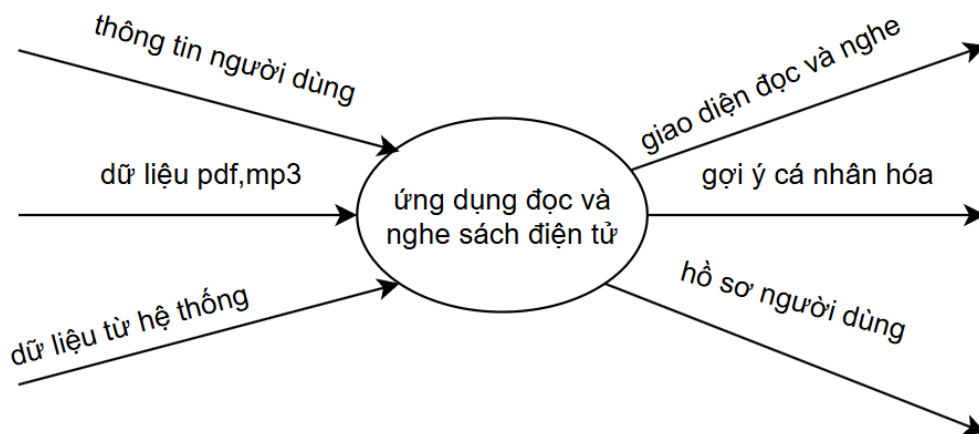 thông tin người dùng
giao diện đọc và nghe
dữ liệu pdf,mp3
gợi ý cá nhân hóa
ứng dụng đọc và
nghe sách điện tử
dữ liệu từ hệ thống
hồ sơ người dùng